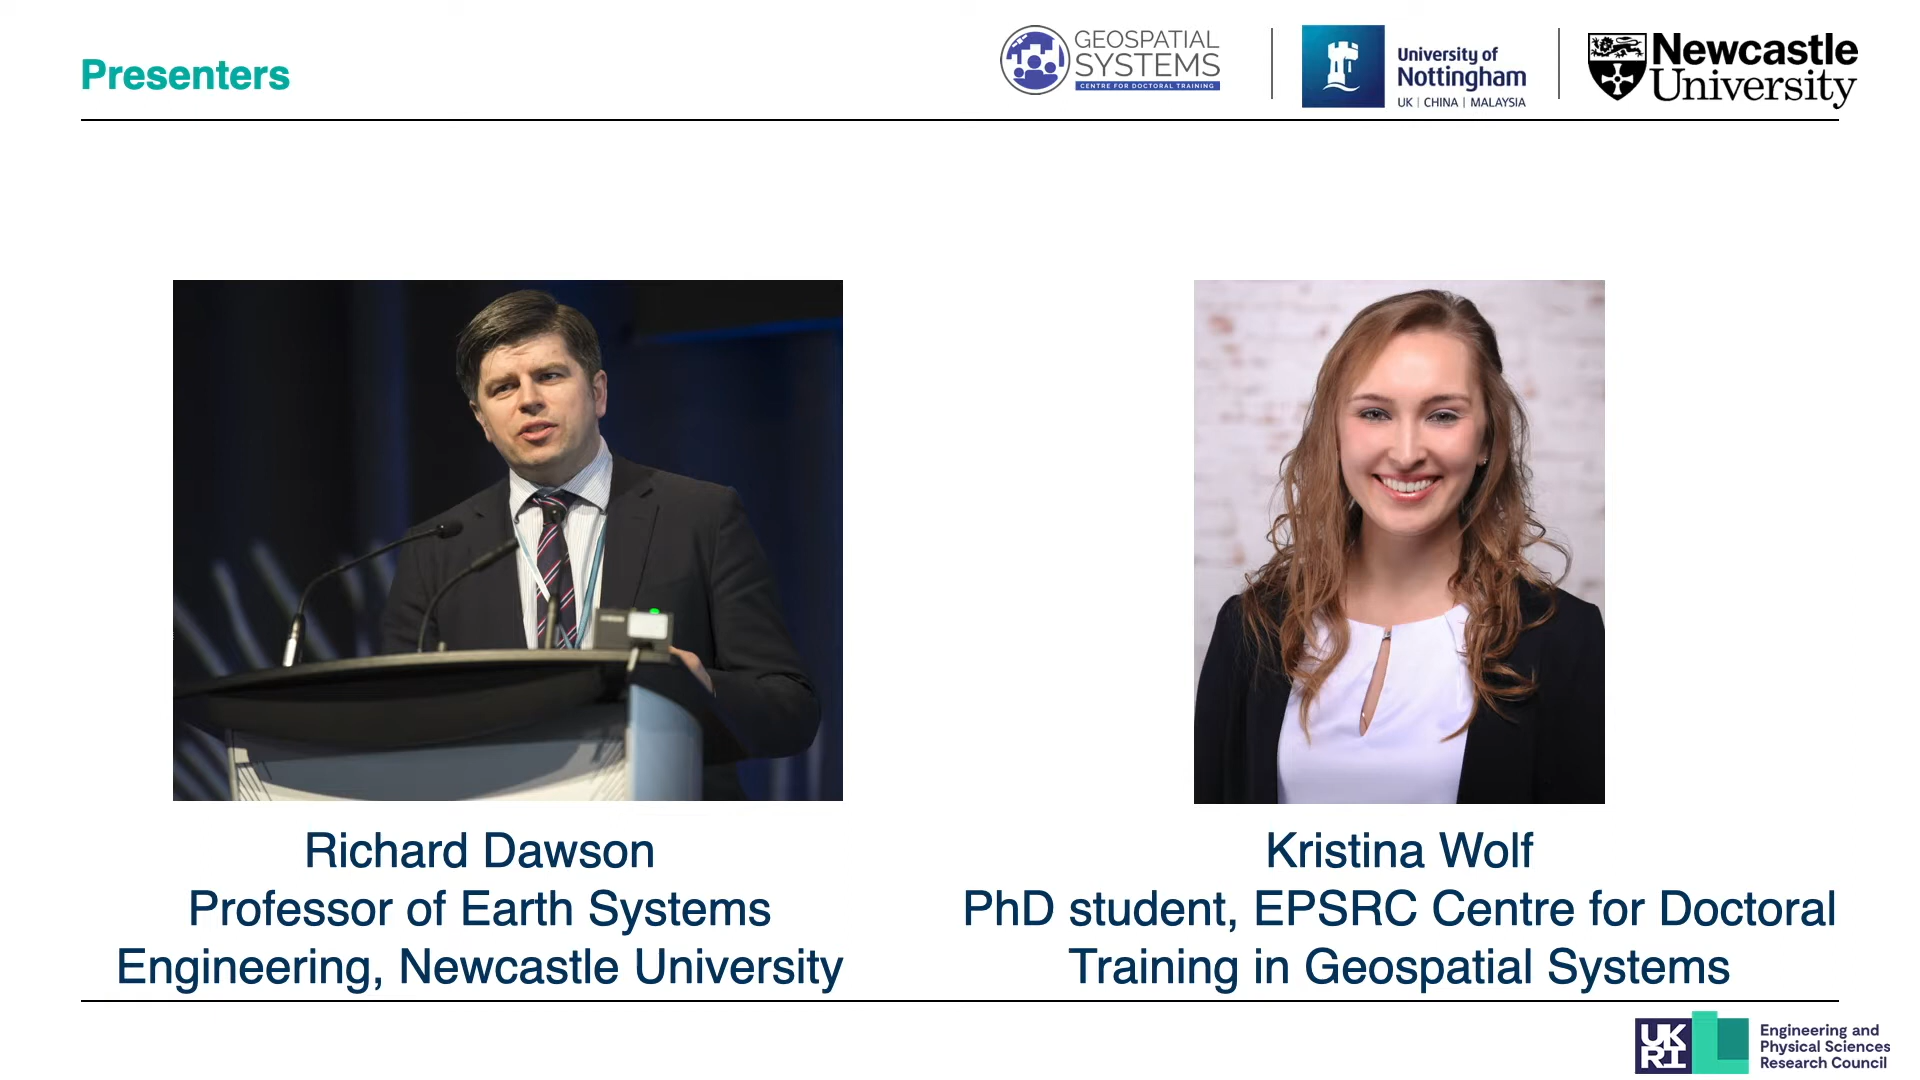 Presenters
GEOSPATIAL
SYSTEMS
CENTRE FOR DOCTORAL TRAINING
University of
Nottingham
UK | CHINA | MALAYSIA
Newcastle
University
Richard Dawson
Professor of Earth Systems
Engineering, Newcastle University
Kristina Wolf
PhD student, EPSRC Centre for Doctoral
Training in Geospatial Systems
UK
RI
Engineering and
Physical Sciences
Research Council